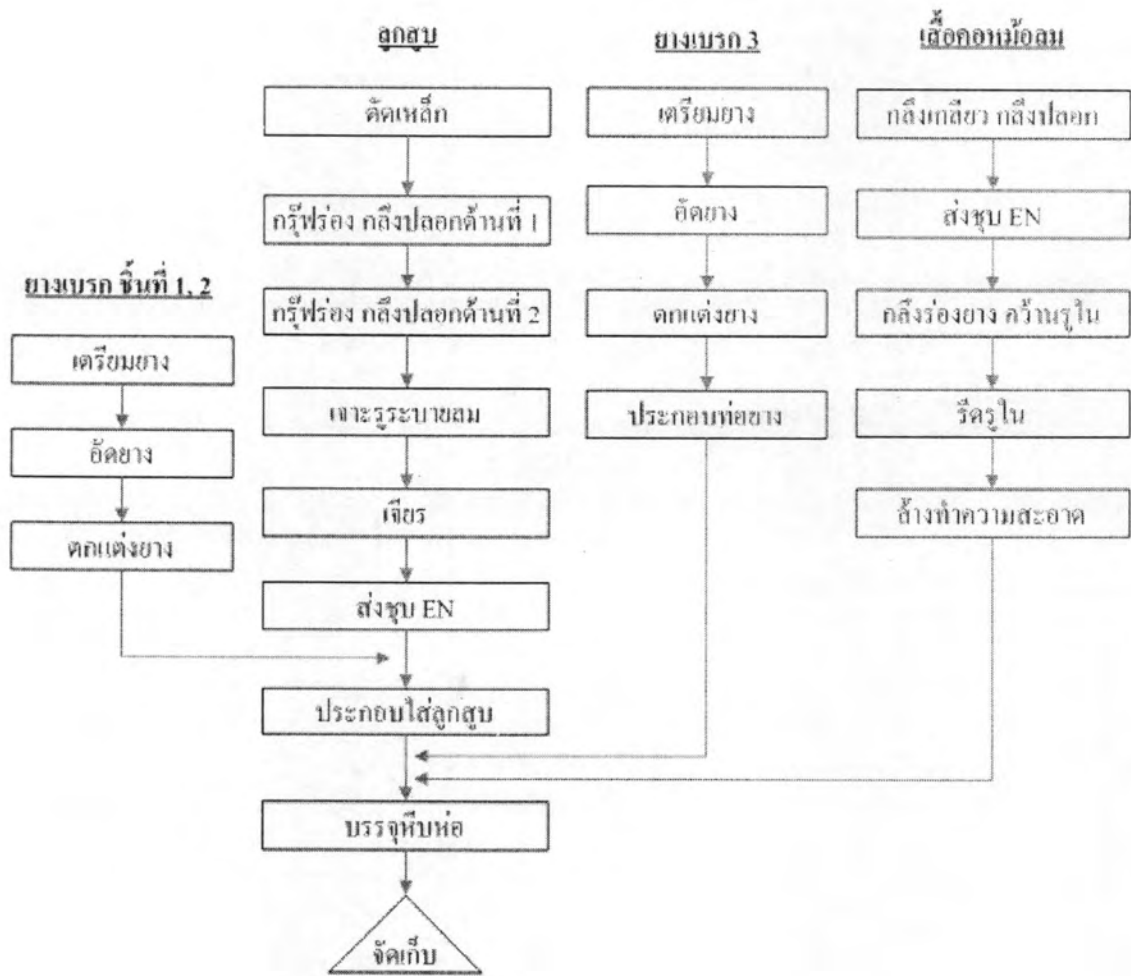 ลูกสูบ
ตัดเหล็ก
กรุ๊ฟร่อง กลึงปลอกด้านที่ 1
กรุ๊ฟร่อง กลึงปลอกด้านที่ 2
เจาะรูระบายลม
เจียร
ส่งชุบ EN
ประกอบใส่ลูกสูบ
บรรจุหีบห่อ
จัดเก็บ
ยางเบรก ชิ้นที่ 1, 2
เตรียมยาง
อัดยาง
ตกแต่งยาง
ยางเบรก 3
เตรียมยาง
อัดยาง
ตกแต่งยาง
ประกอบท่อยาง
เสื้อคอหม้อลม
กลึงเกลียว กลึงปลอก
ส่งชุบ EN
กลึงร่องยาง คว้านรูใน
รีดรูใน
ล้างทำความสะอาด